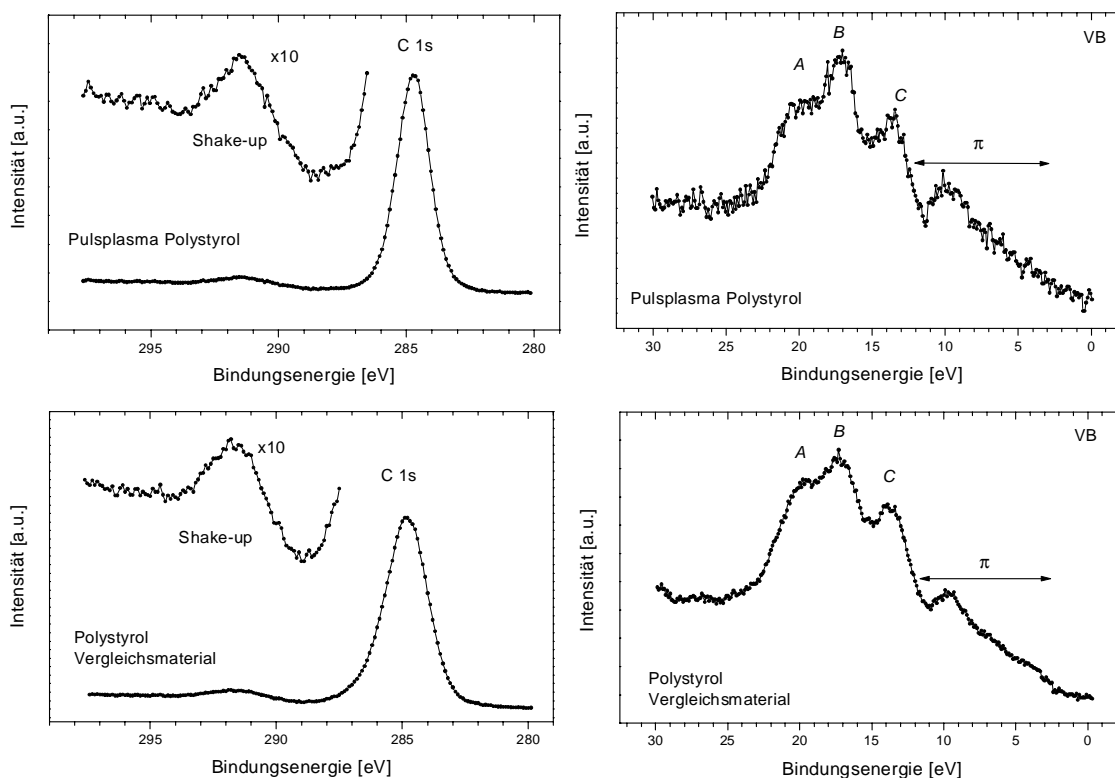 Intensität [a.u.]
x10
C 1s
Shake-up
Pulsplasma Polystyrol
295
290
285
280
Bindungsenergie [eV]
Intensität [a.u.]
VB
A
B
C
π
Pulsplasma Polystyrol
30
25
20
15
10
5
0
Bindungsenergie [eV]
Intensität [a.u.]
x10
C 1s
Shake-up
Polystyrol
Vergleichsmaterial
295
290
285
280
Bindungsenergie [eV]
Intensität [a.u.]
VB
A
B
C
π
Polystyrol
Vergleichsmaterial
30
25
20
15
10
5
0
Bindungsenergie [eV]